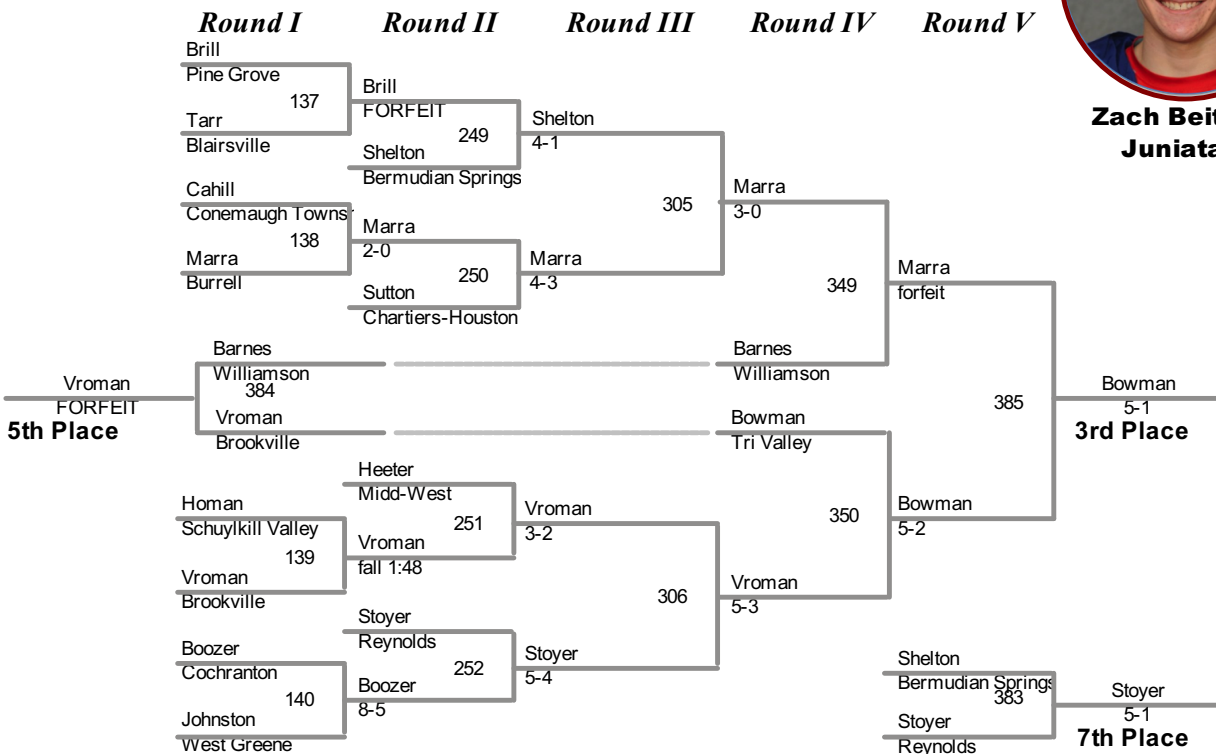 Round I Round II Round III Round IV Round V
Brill
Pine Grove
137
Tarr
Blairsville
Brill
FORFEIT
249
Shelton
Bermudian Springs
Shelton
4-1
Cahill
Conemaugh Towns
138
Marra
Burrell
Marra
2-0
250
Sutton
Chartiers-Houston
Marra
4-3
305
Marra
3-0
349
Marra
forfeit
Zach Beit
Juniata
Barnes
Williamson
384
Vroman
Brookville
Vroman
FORFEIT
5th Place
Barnes
Williamson
Bowman
Tri Valley
385
Bowman
5-1
3rd Place
Heeter
Midd-West
251
Homan
Schuylkill Valley
139
Vroman
Brookville
Vroman
fall 1:48
Vroman
3-2
350
Bowman
5-2
306
Vroman
5-3
Stoyer
Reynolds
252
Boozer
Cochranton
140
Johnston
West Greene
Boozer
8-5
Stoyer
5-4
Shelton
Bermudian Springs
383
Stoyer
Reynolds
Stoyer
5-1
7th Place